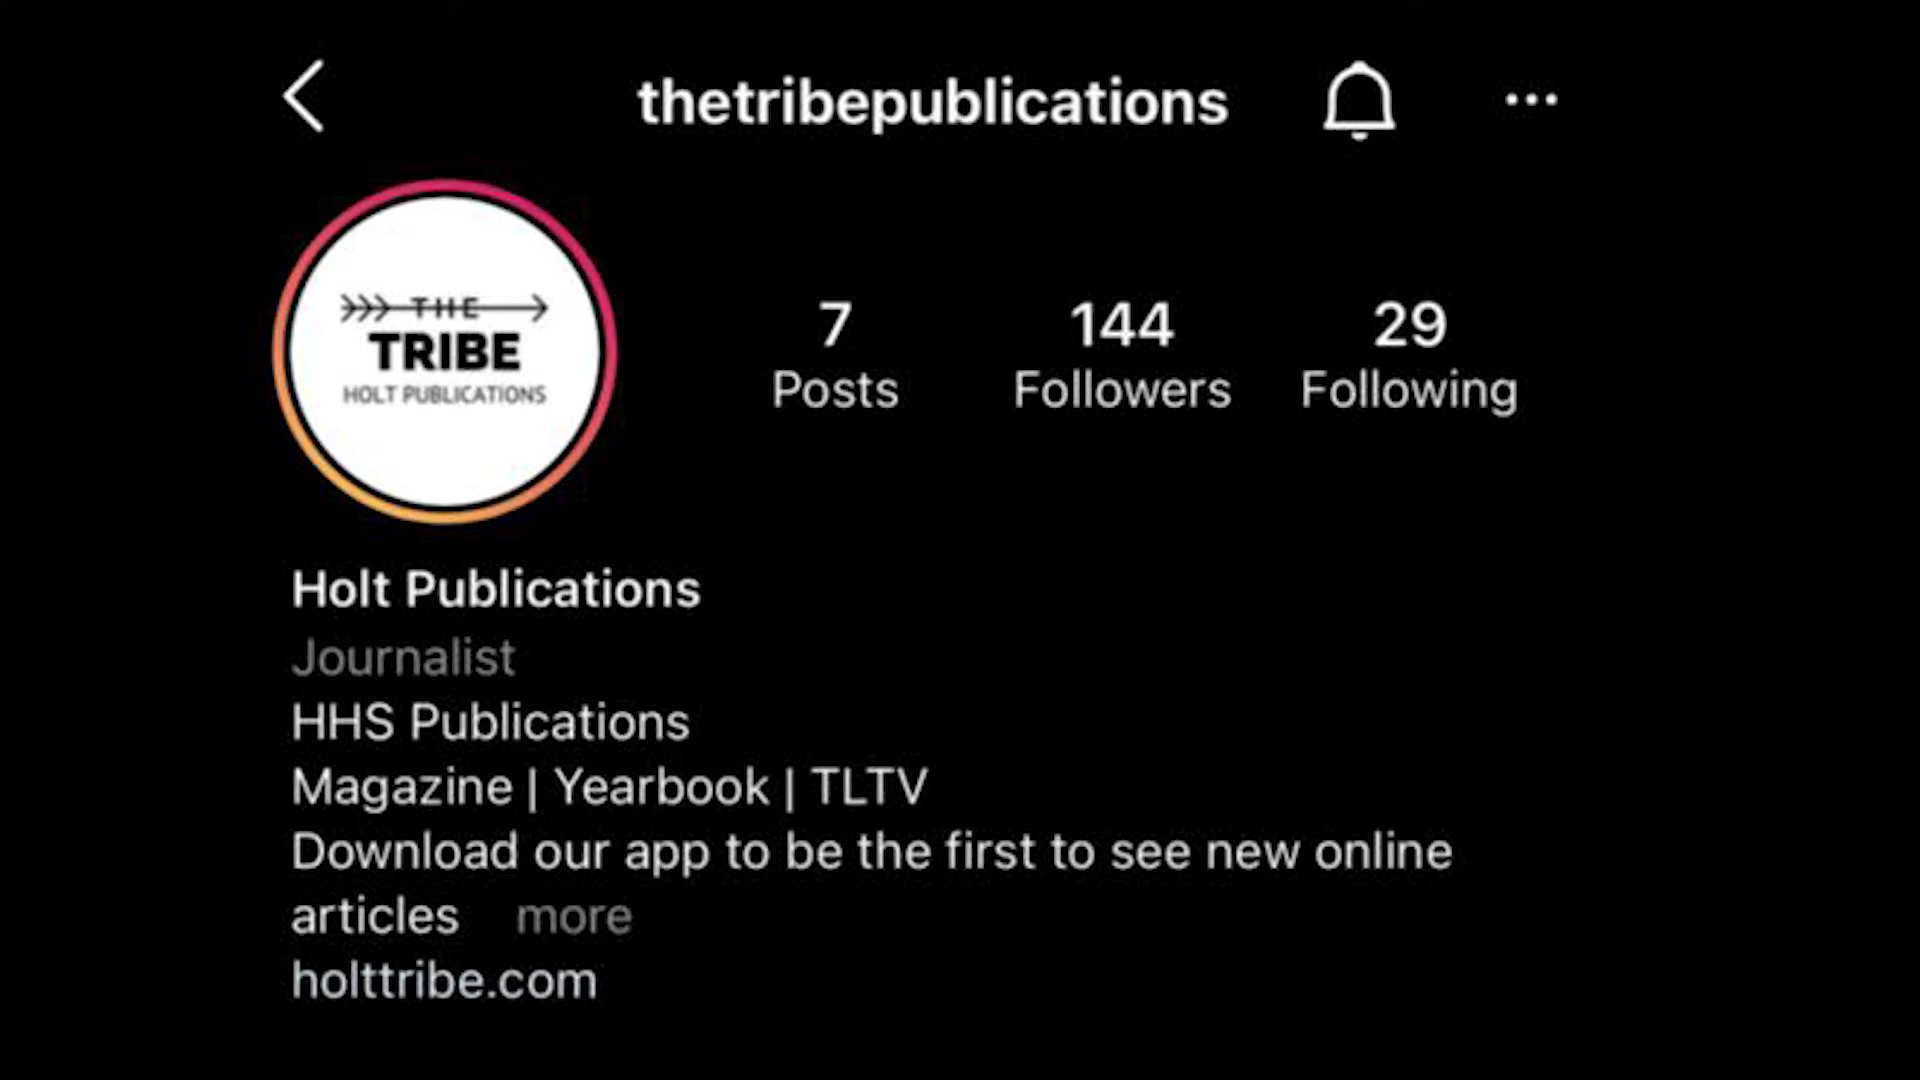 thetribepublications
THE
TRIBE
HOLT PUBLICATIONS
7
Posts
144
Followers
29
Following
Holt Publications
Journalist
HHS Publications
Magazine | Yearbook | TLTV
Download our app to be the first to see new online
articles more
holttribe.com